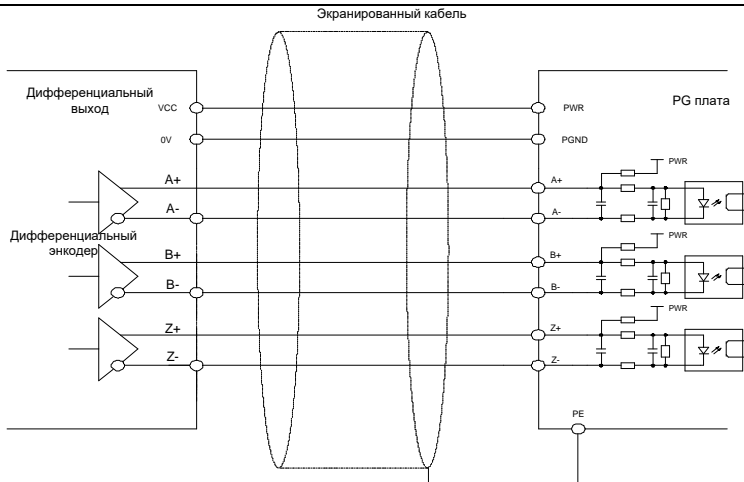 Экранированный кабель
Дифференциальный
выход
VCC
PWR
PG плата
0V
PGND
PWR
A+
A+
A-
A-
Дифференциальный
энкодер
PWR
B+
B+
B-
B-
PWR
Z+
Z+
Z-
Z-
PE